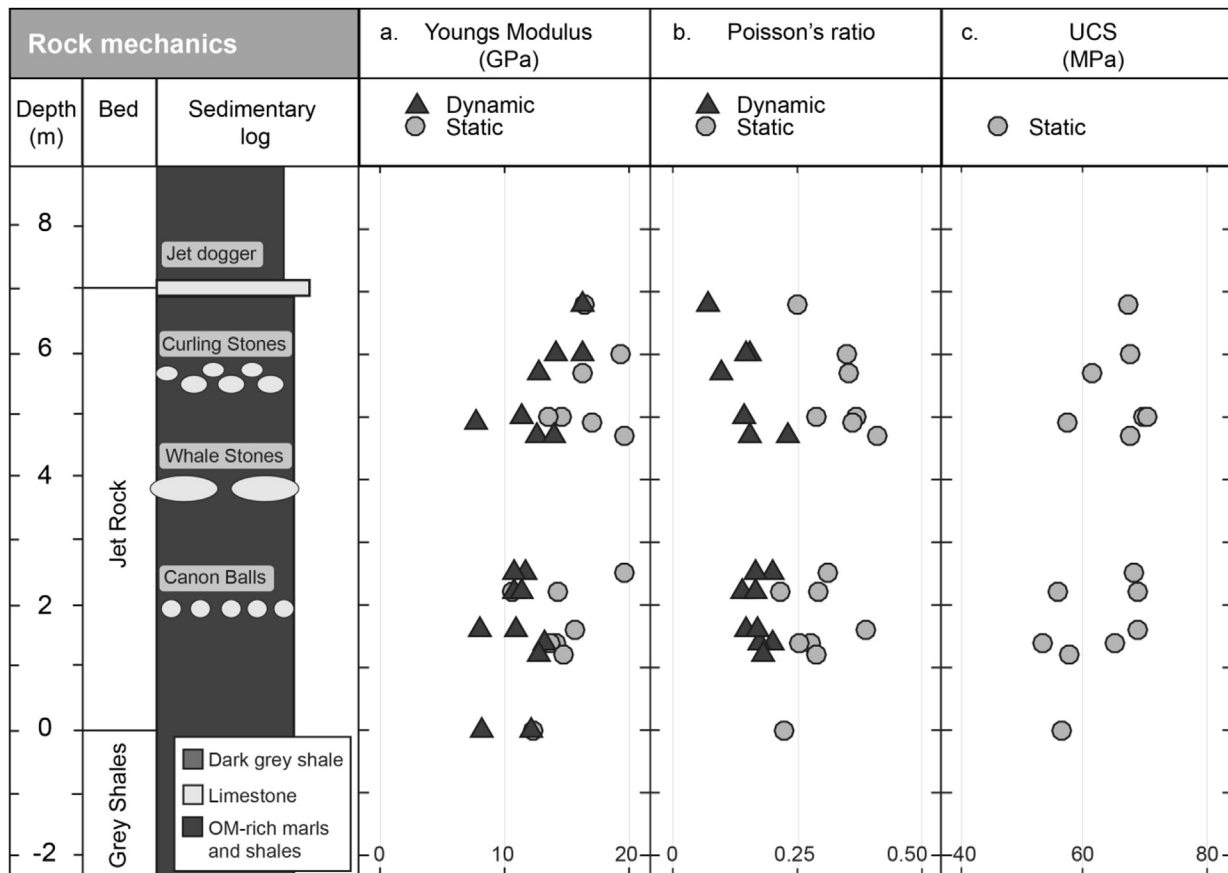 Rock mechanics
a. Youngs Modulus
(GPa)
b. Poisson's ratio
c. UCS
(MPa)
Depth
(m)
Bed
Sedimentary
log
Dynamic
Static
Dynamic
Static
Static
8
6
4
2
0
-2
Jet Rock
Grey Shales
Jet dogger
Curling Stones
Whale Stones
Canon Balls
Dark grey shale
Limestone
OM-rich marls
and shales
0 10 20
0 0.25 0.50
40 60 80